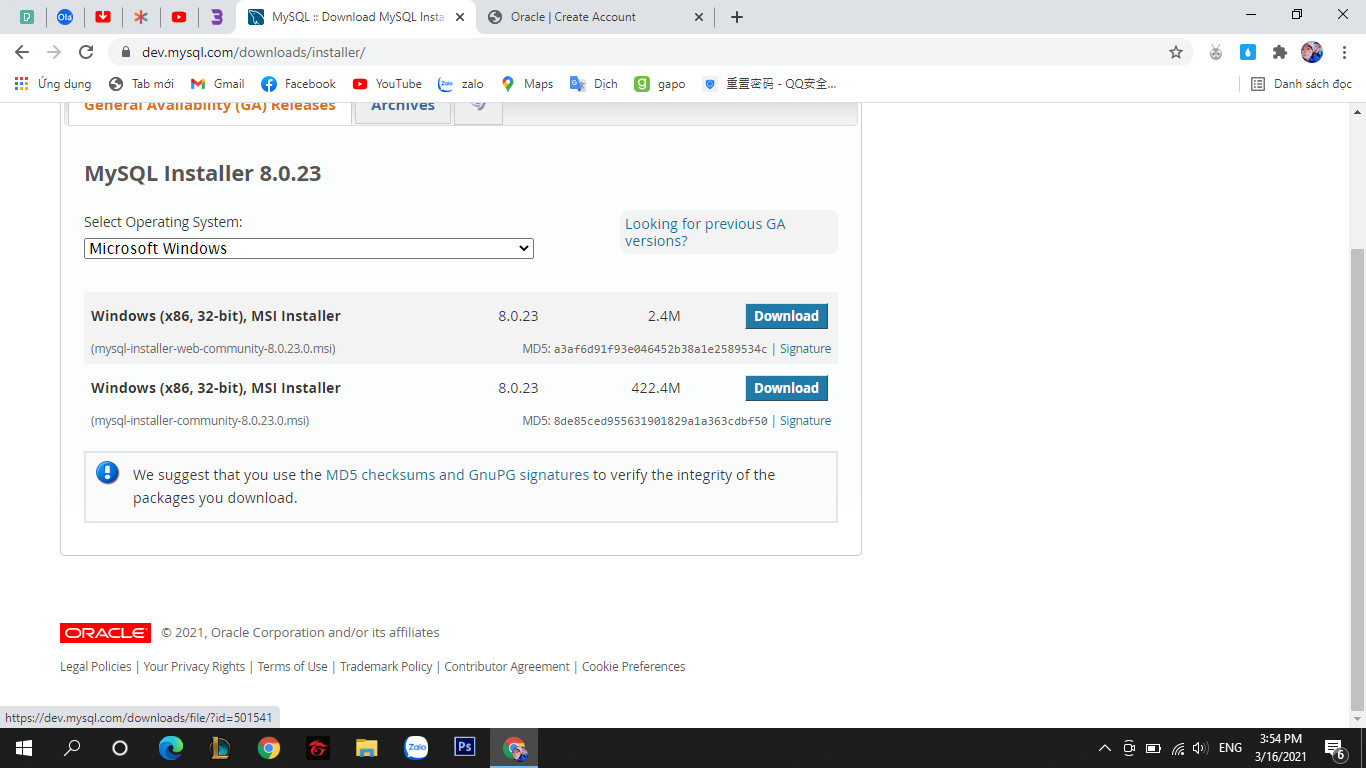 MySQL :: Download MySQL Insta
Oracle | Create Account
dev.mysql.com/downloads/installer/
Ứng dụng
Tab mới
Gmail
Facebook
YouTube
zalo
Maps
Dịch
gapo
重置密码 - QQ安全...
Danh sách đọc
General Availability (GA) Releases
Archives
MySQL Installer 8.0.23
Select Operating System:
Microsoft Windows
Looking for previous GA
versions?
Windows (x86, 32-bit), MSI Installer 8.0.23 2.4M Download
(mysql-installer-web-community-8.0.23.0.msi) MD5: a3af6d91f93e046452b38a1e2589534c | Signature
Windows (x86, 32-bit), MSI Installer 8.0.23 422.4M Download
(mysql-installer-community-8.0.23.0.msi) MD5: 8de85ced955631901829a1a363cdbf50 | Signature
We suggest that you use the MD5 checksums and GnuPG signatures to verify the integrity of the
packages you download.
ORACLE © 2021, Oracle Corporation and/or its affiliates
Legal Policies | Your Privacy Rights | Terms of Use | Trademark Policy | Contributor Agreement | Cookie Preferences
https://dev.mysql.com/downloads/file/?id=501541
Zalo
Ps
ENG
3:54 PM
3/16/2021
6